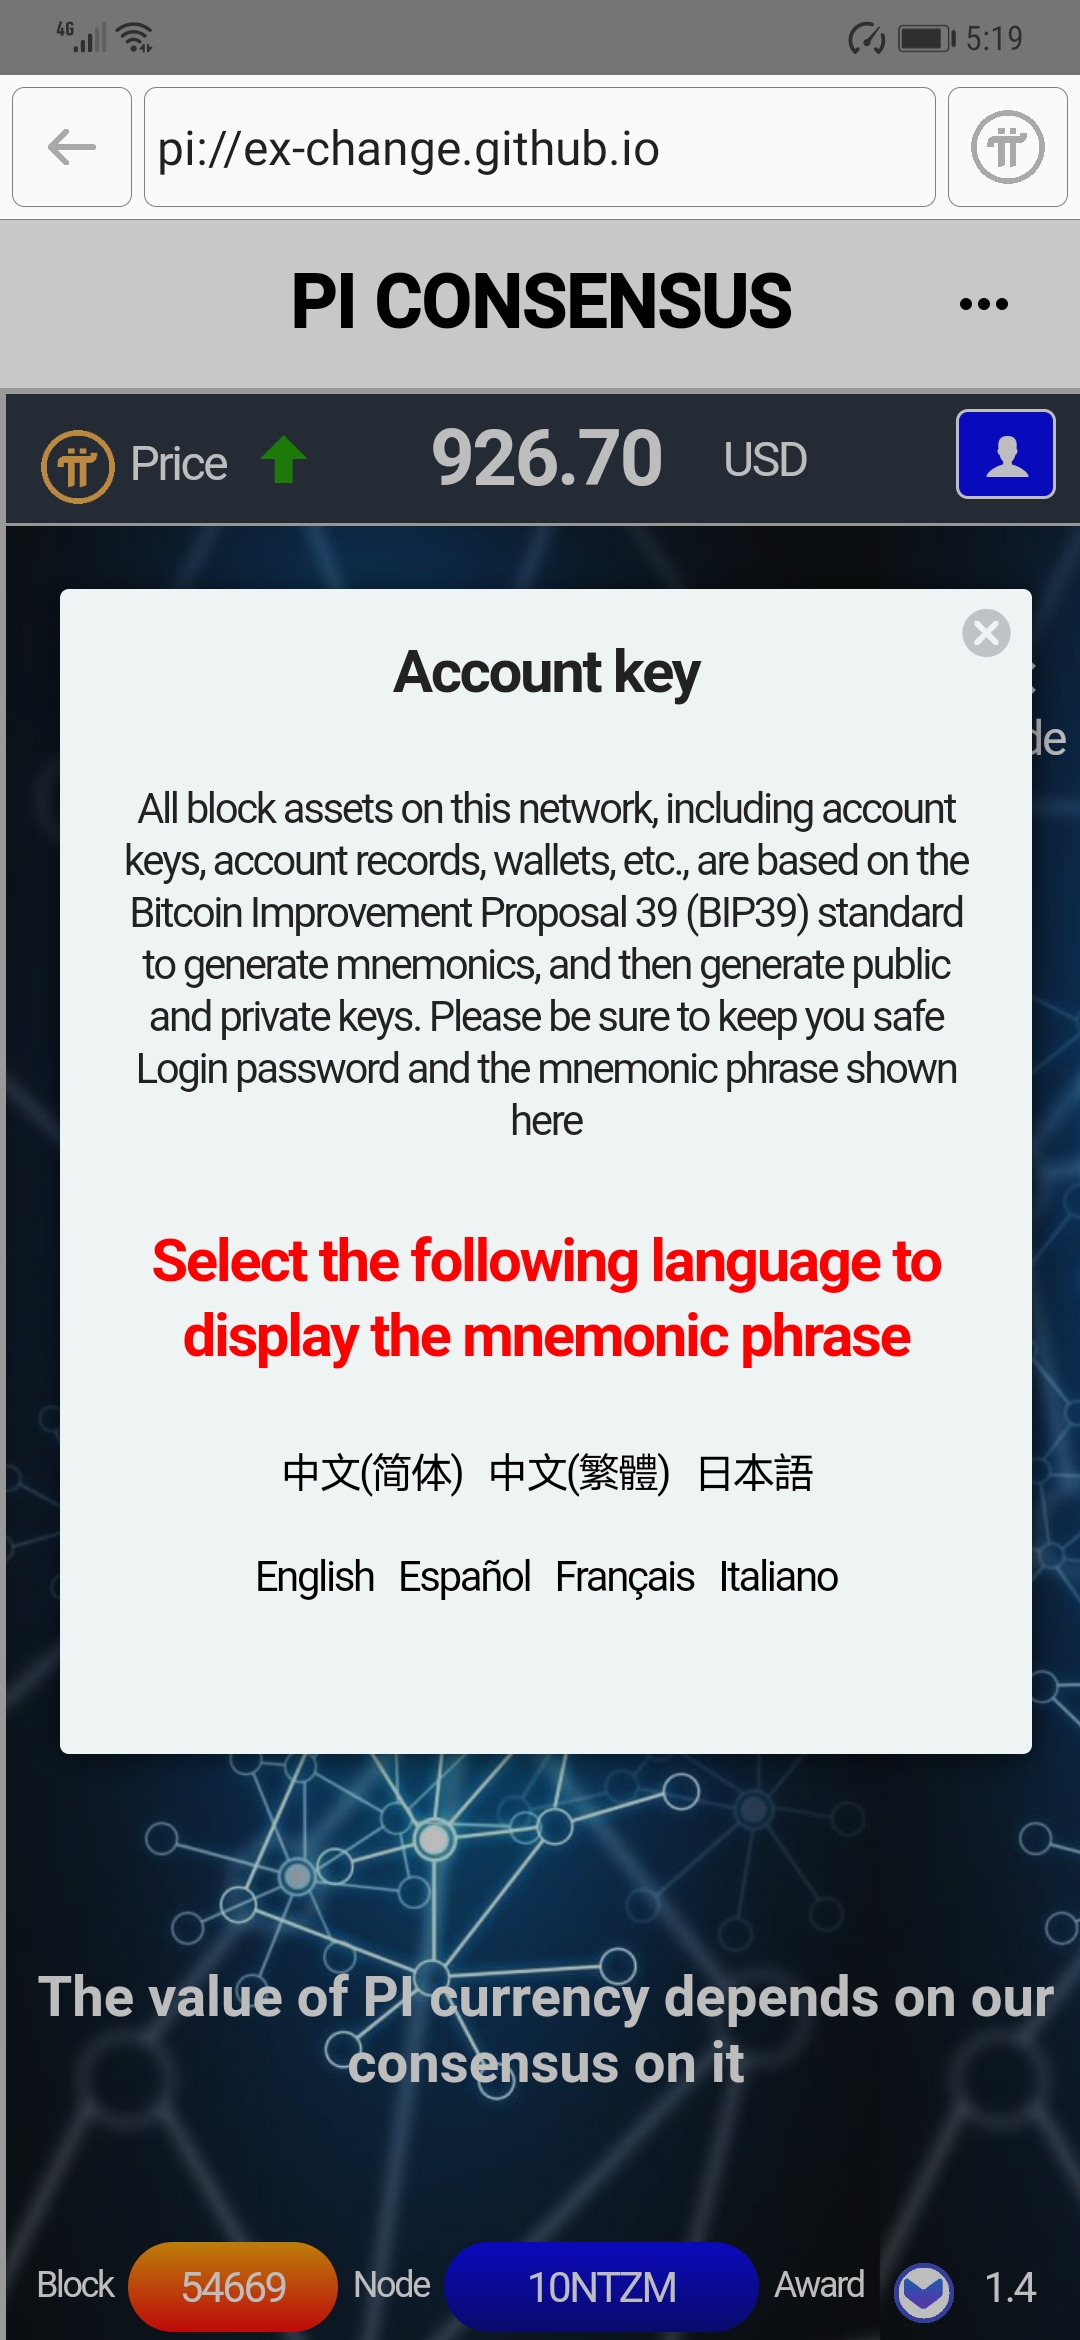 4G
5:19
pi://ex-change.github.io
PI CONSENSUS
Price 926.70 USD
Account key
de
All block assets on this network, including account
keys, account records, wallets, etc., are based on the
Bitcoin Improvement Proposal 39 (BIP39) standard
to generate mnemonics, and then generate public
and private keys. Please be sure to keep you safe
Login password and the mnemonic phrase shown
here
Select the following language to
display the mnemonic phrase
中文(简体) 中文(繁體) 日本語
English Español Français Italiano
The value of PI currency depends on our
consensus on it
Block 54669 Node 10NTZM Award 1.4